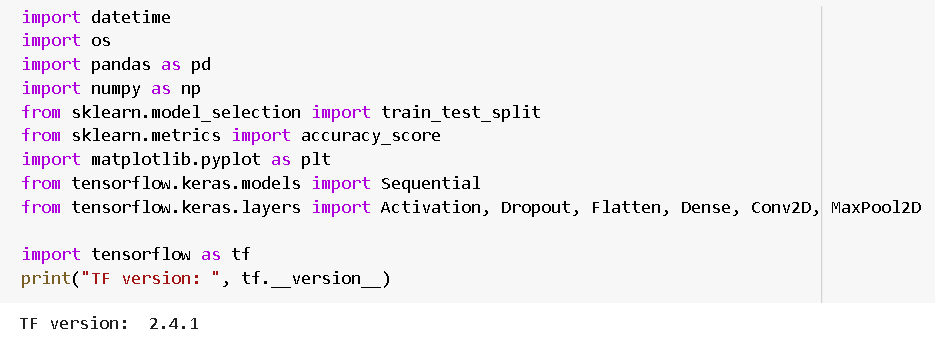 import datetime
import os
import pandas as pd
import numpy as np
from sklearn.model_selection import train_test_split
from sklearn.metrics import accuracy_score
import matplotlib.pyplot as plt
from tensorflow.keras.models import Sequential
from tensorflow.keras.layers import Activation, Dropout, Flatten, Dense, Conv2D, MaxPool2D
import tensorflow as tf
print("TF version: ", tf.__version__)
TF version:  2.4.1